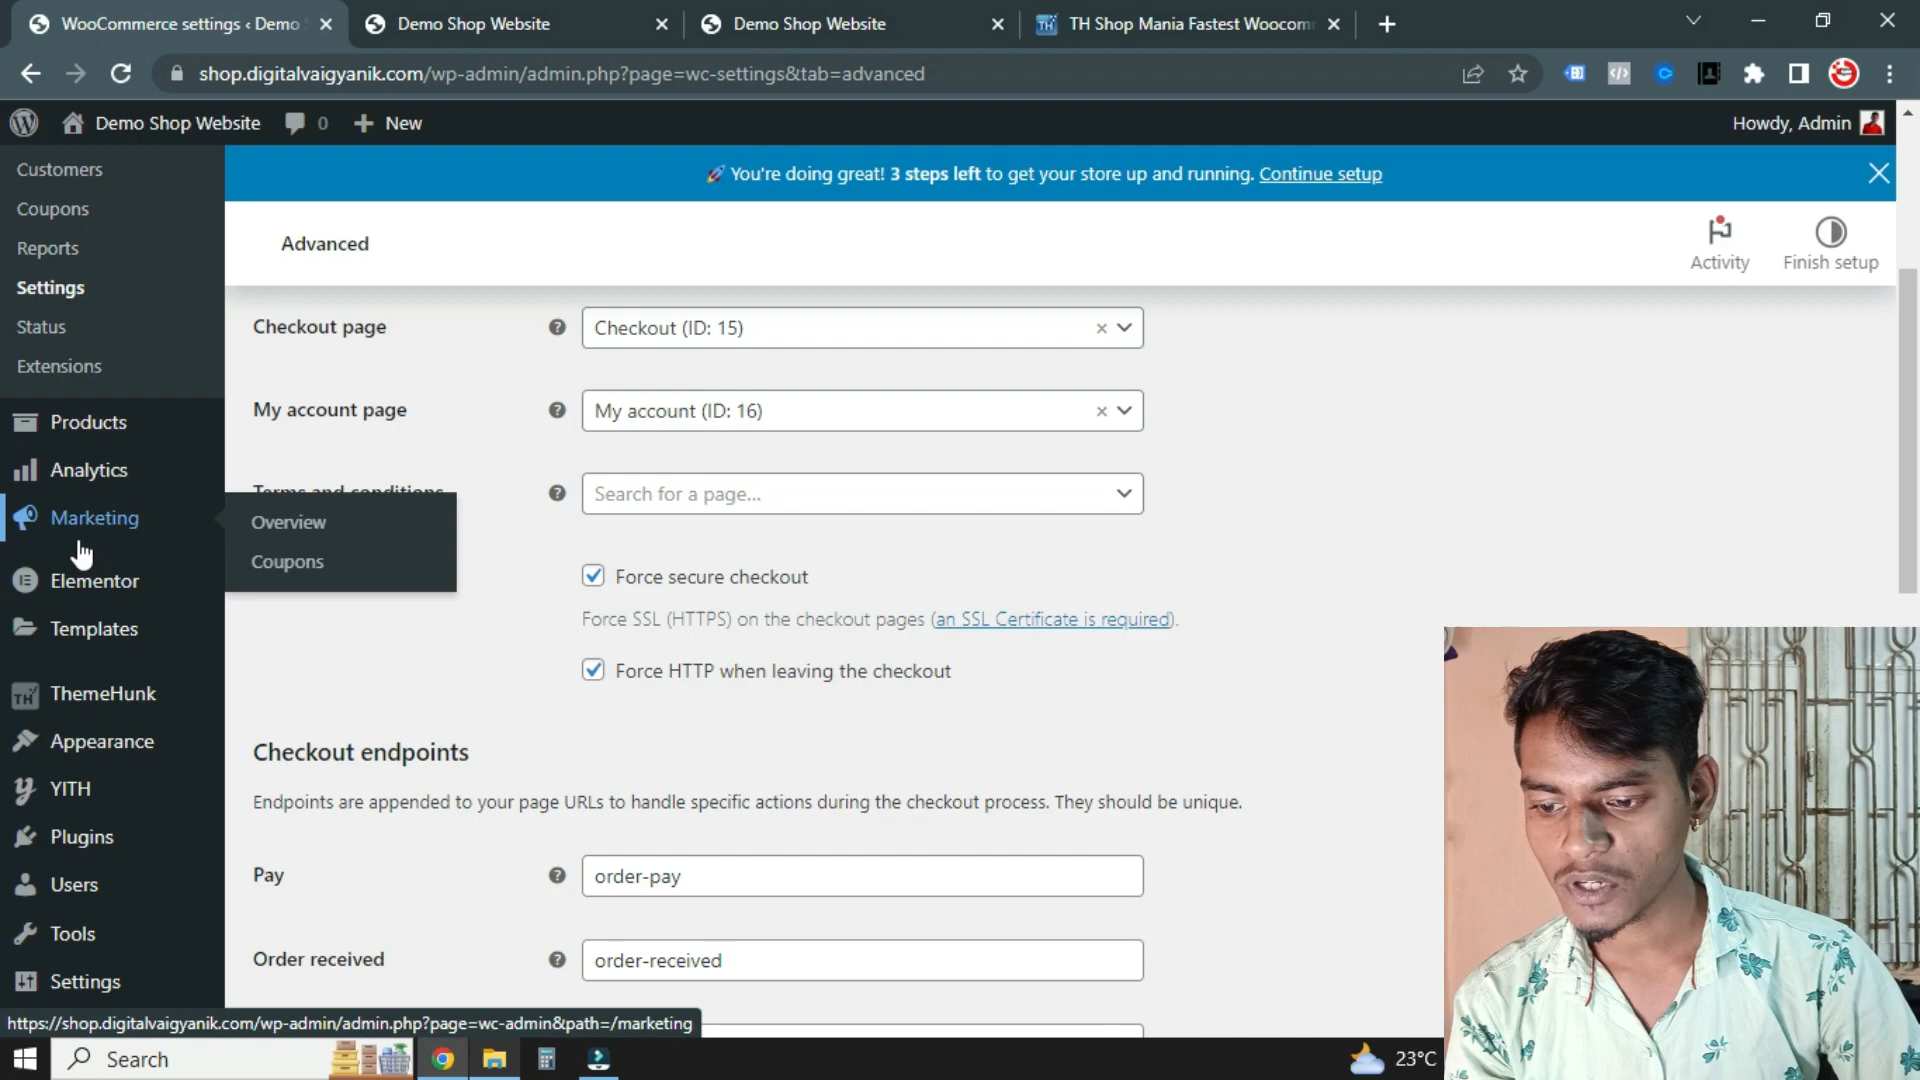 WooCommerce settings ‹ Demo
Demo Shop Website
Demo Shop Website
TH Shop Mania Fastest Woocom
shop.digitalvaigyanik.com/wp-admin/admin.php?page=wc-settings&tab=advanced
Demo Shop Website
0
+ New
Howdy, Admin
Customers
Coupons
Reports
Settings
Status
Extensions
Products
Analytics
Marketing
Elementor
Templates
ThemeHunk
Appearance
YITH
Plugins
Users
Tools
Settings
Overview
Coupons
🚀 You're doing great! 3 steps left to get your store up and running. Continue setup
Advanced
Activity
Finish setup
Checkout page
Checkout (ID: 15)
My account page
My account (ID: 16)
Terms and conditions
Search for a page...
Force secure checkout
Force SSL (HTTPS) on the checkout pages (an SSL Certificate is required).
Force HTTP when leaving the checkout
Checkout endpoints
Endpoints are appended to your page URLs to handle specific actions during the checkout process. They should be unique.
Pay
order-pay
Order received
order-received
https://shop.digitalvaigyanik.com/wp-admin/admin.php?page=wc-admin&path=/marketing
Search
23°C